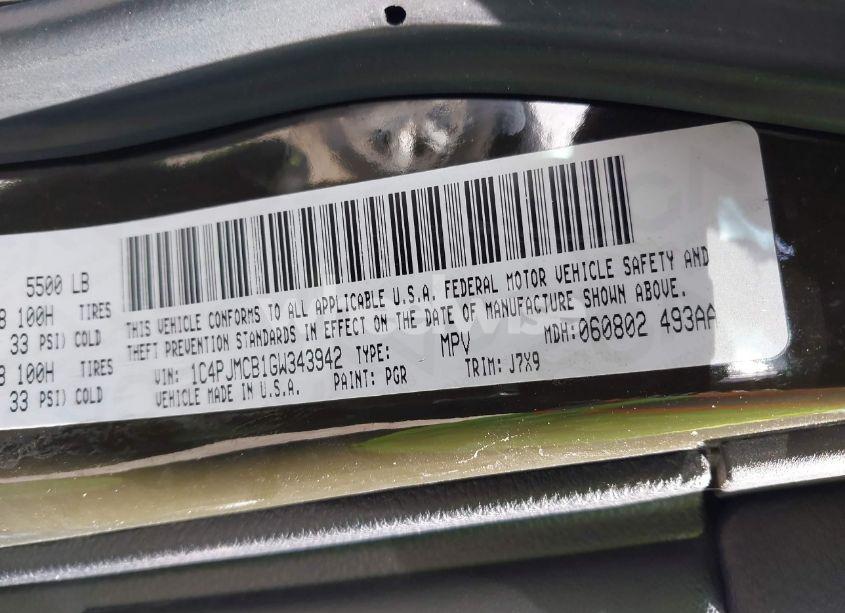 5500 LB
8 100H TIRES
33 PSI) COLD
8 100H TIRES
33 PSI) COLD
THIS VEHICLE CONFORMS TO ALL APPLICABLE U.S.A. FEDERAL MOTOR VEHICLE SAFETY AND
THEFT PREVENTION STANDARDS IN EFFECT ON THE DATE OF MANUFACTURE SHOWN ABOVE.
MDH:060802 493AA
VIN: 1C4PJMCB1GW343942 TYPE: MPV
VEHICLE MADE IN U.S.A. PAINT: PGR TRIM: J7X9